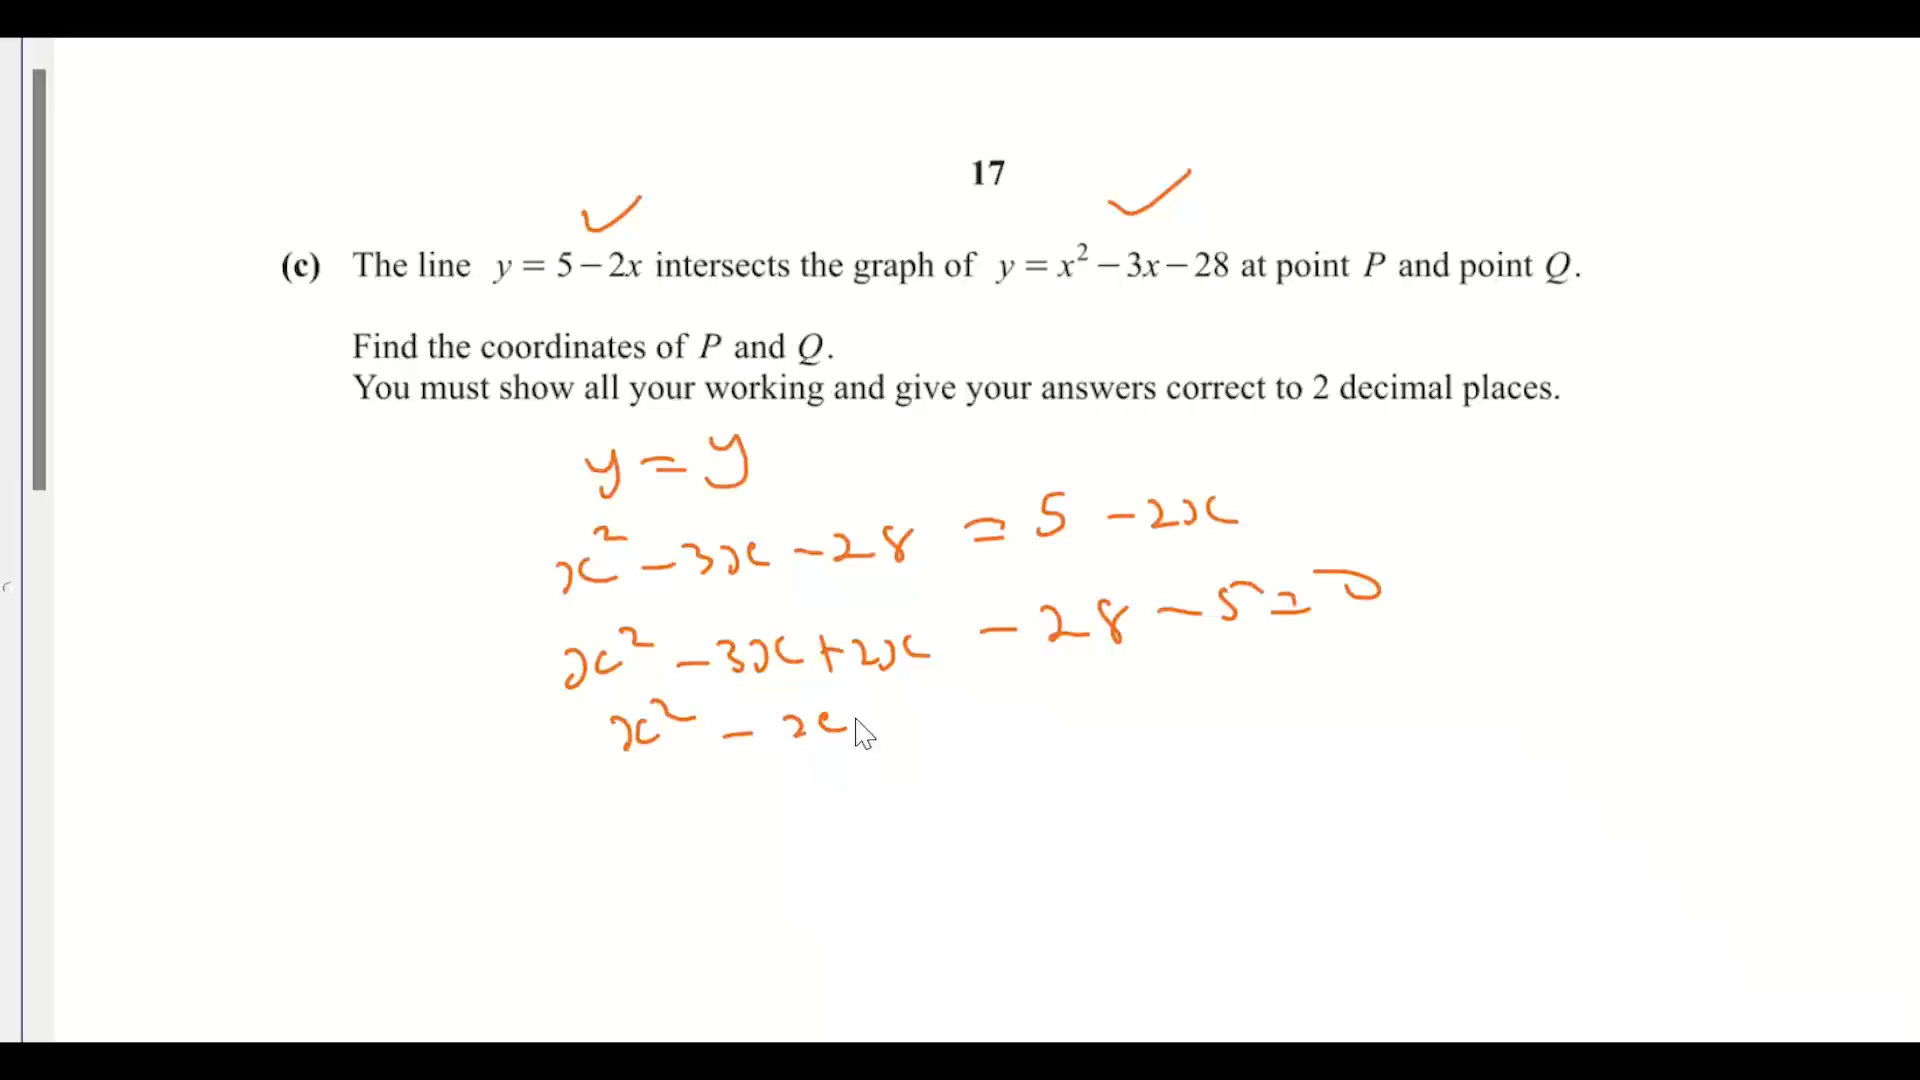 17
(c) The line y = 5 − 2x intersects the graph of y = x² − 3x − 28 at point P and point Q.
Find the coordinates of P and Q.
You must show all your working and give your answers correct to 2 decimal places.
y = y
x² − 3x − 28 = 5 − 2x
x² − 3x + 2x − 28 − 5 = 0
x² − x